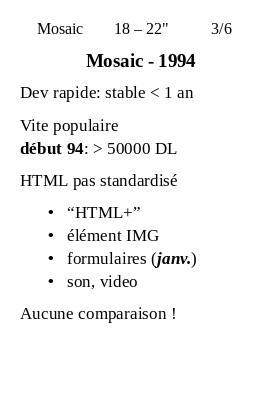 Mosaic 18 – 22" 3/6
Mosaic - 1994
Dev rapide: stable < 1 an
Vite populaire
début 94: > 50000 DL
HTML pas standardisé
• “HTML+”
• élément IMG
• formulaires (janv.)
• son, video
Aucune comparaison !